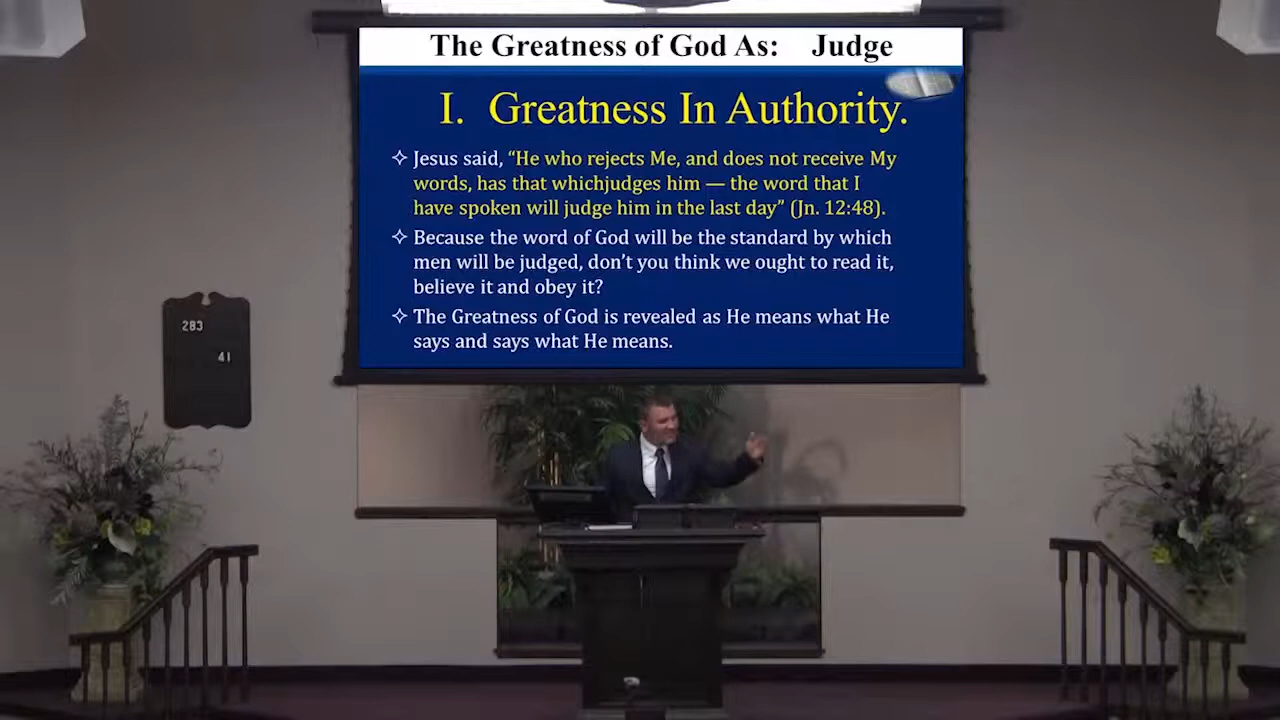 The Greatness of God As: Judge
I. Greatness In Authority.
✧ Jesus said, “He who rejects Me, and does not receive My
words, has that whichjudges him — the word that I
have spoken will judge him in the last day” (Jn. 12:48).
✧ Because the word of God will be the standard by which
men will be judged, don’t you think we ought to read it,
believe it and obey it?
✧ The Greatness of God is revealed as He means what He
says and says what He means.
283
41